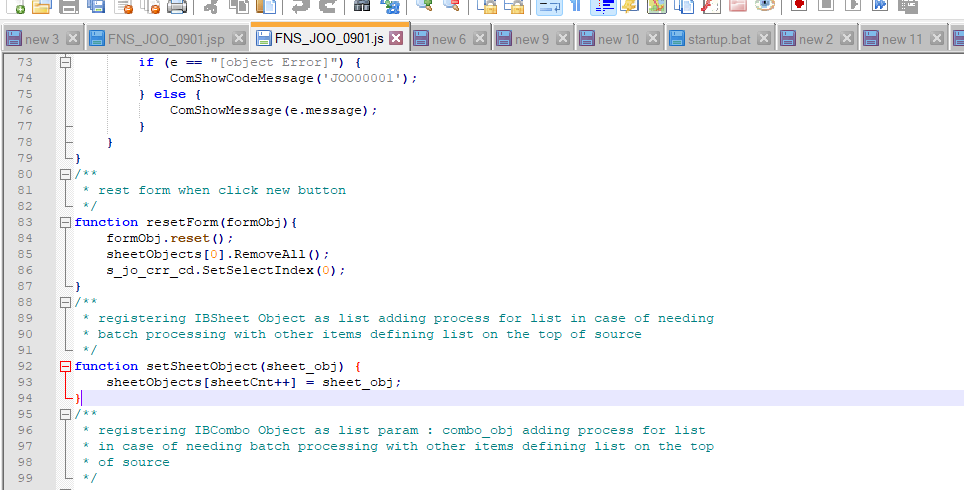 new 3 FNS_JOO_0901.jsp FNS_JOO_0901.js new 6 new 9 new 10 startup.bat new 2 new 11
73 if (e == "[object Error]") {
74 ComShowCodeMessage('JOO00001');
75 } else {
76 ComShowMessage(e.message);
77 }
78 }
79 }
80 /**
81 * rest form when click new button
82 */
83 function resetForm(formObj){
84 formObj.reset();
85 sheetObjects[0].RemoveAll();
86 s_jo_crr_cd.SetSelectIndex(0);
87 }
88 /**
89 * registering IBSheet Object as list adding process for list in case of needing
90 * batch processing with other items defining list on the top of source
91 */
92 function setSheetObject(sheet_obj) {
93 sheetObjects[sheetCnt++] = sheet_obj;
94 }
95 /**
96 * registering IBCombo Object as list param : combo_obj adding process for list
97 * in case of needing batch processing with other items defining list on the top
98 * of source
99 */